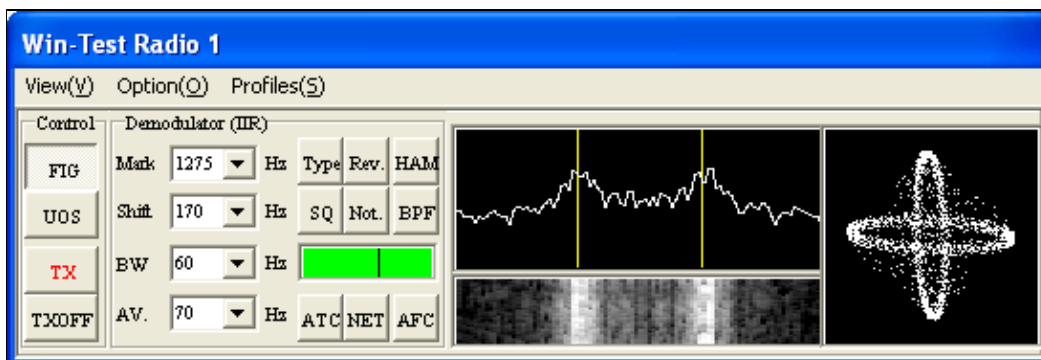 Win-Test Radio 1
View(V) Option(O) Profiles(S)
Control Demodulator (IIR)
FIG Mark 1275 Hz Type Rev. HAM
UOS Shift 170 Hz SQ Not. BPF
TX BW 60 Hz
TXOFF AV. 70 Hz ATC NET AFC